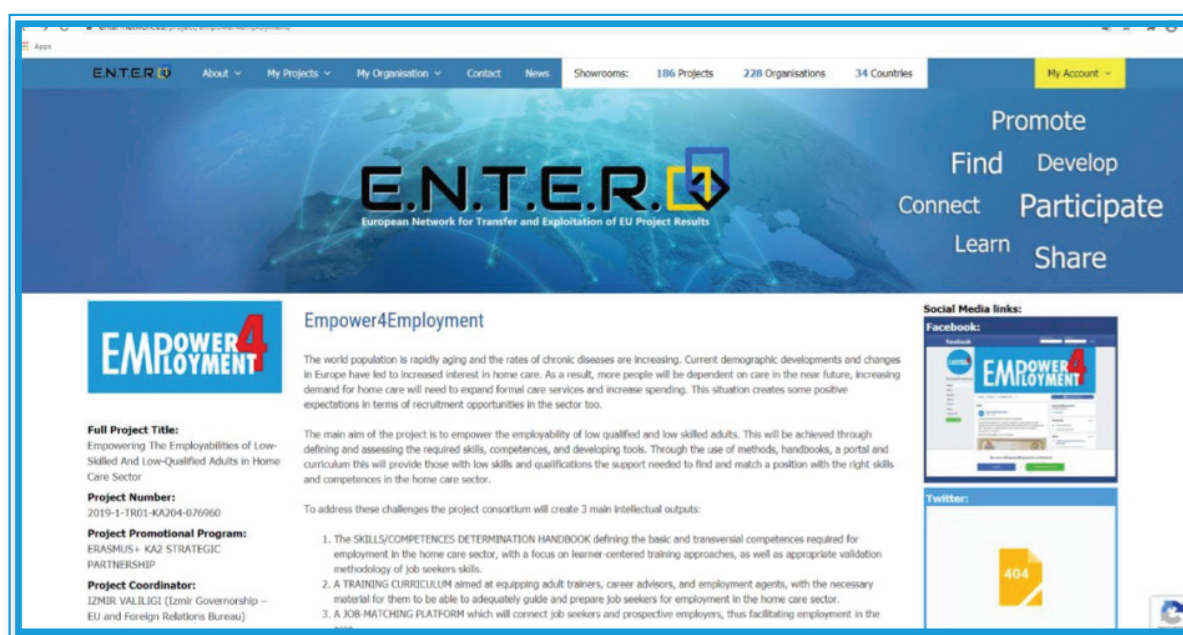 Apps
E.N.T.E.R.
About
My Projects
My Organisation
Contact
News
Showrooms:
186 Projects
228 Organisations
34 Countries
My Account
E.N.T.E.R.
European Network for Transfer and Exploitation of EU Project Results
Promote
Find Develop
Connect Participate
Learn Share
EMPOWER4
EMPLOYMENT
Full Project Title:
Empowering The Employabilities of Low-
Skilled And Low-Qualified Adults in Home
Care Sector
Project Number:
2019-1-TR01-KA204-076960
Project Promotional Program:
ERASMUS+ KA2 STRATEGIC
PARTNERSHIP
Project Coordinator:
IZMIR VALILIGI (Izmir Governorship –
EU and Foreign Relations Bureau)
Empower4Employment
The world population is rapidly aging and the rates of chronic diseases are increasing. Current demographic developments and changes
in Europe have led to increased interest in home care. As a result, more people will be dependent on care in the near future, increasing
demand for home care will need to expand formal care services and increase spending. This situation creates some positive
expectations in terms of recruitment opportunities in the sector too.
The main aim of the project is to empower the employability of low qualified and low skilled adults. This will be achieved through
defining and assessing the required skills, competences, and developing tools. Through the use of methods, handbooks, a portal and
curriculum this will provide those with low skills and qualifications the support needed to find and match a position with the right skills
and competences in the home care sector.
To address these challenges the project consortium will create 3 main intellectual outputs:
1. The SKILLS/COMPETENCES DETERMINATION HANDBOOK defining the basic and transversial competences required for
employment in the home care sector, with a focus on learner-centered training approaches, as well as appropriate validation
methodology of job seekers skills.
2. A TRAINING CURRICULUM aimed at equipping adult trainers, career advisors, and employment agents, with the necessary
material for them to be able to adequately guide and prepare job seekers for employment in the home care sector.
3. A JOB-MATCHING PLATFORM which will connect job seekers and prospective employers, thus facilitating employment in the
Social Media links:
Facebook:
facebook
EMPOWER4
EMPLOYMENT
Twitter:
404